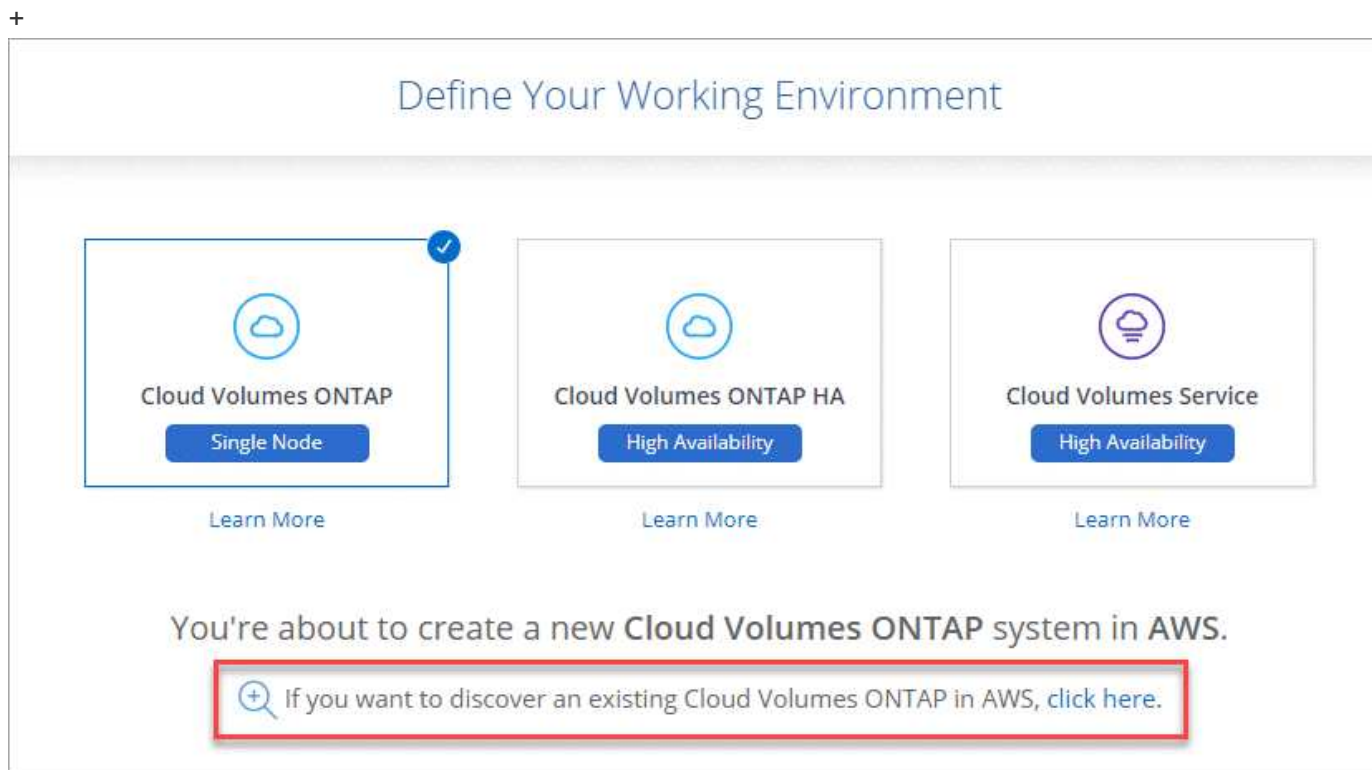 +
Define Your Working Environment
Cloud Volumes ONTAP
Single Node
Learn More
Cloud Volumes ONTAP HA
High Availability
Learn More
Cloud Volumes Service
High Availability
Learn More
You're about to create a new Cloud Volumes ONTAP system in AWS.
If you want to discover an existing Cloud Volumes ONTAP in AWS, click here.